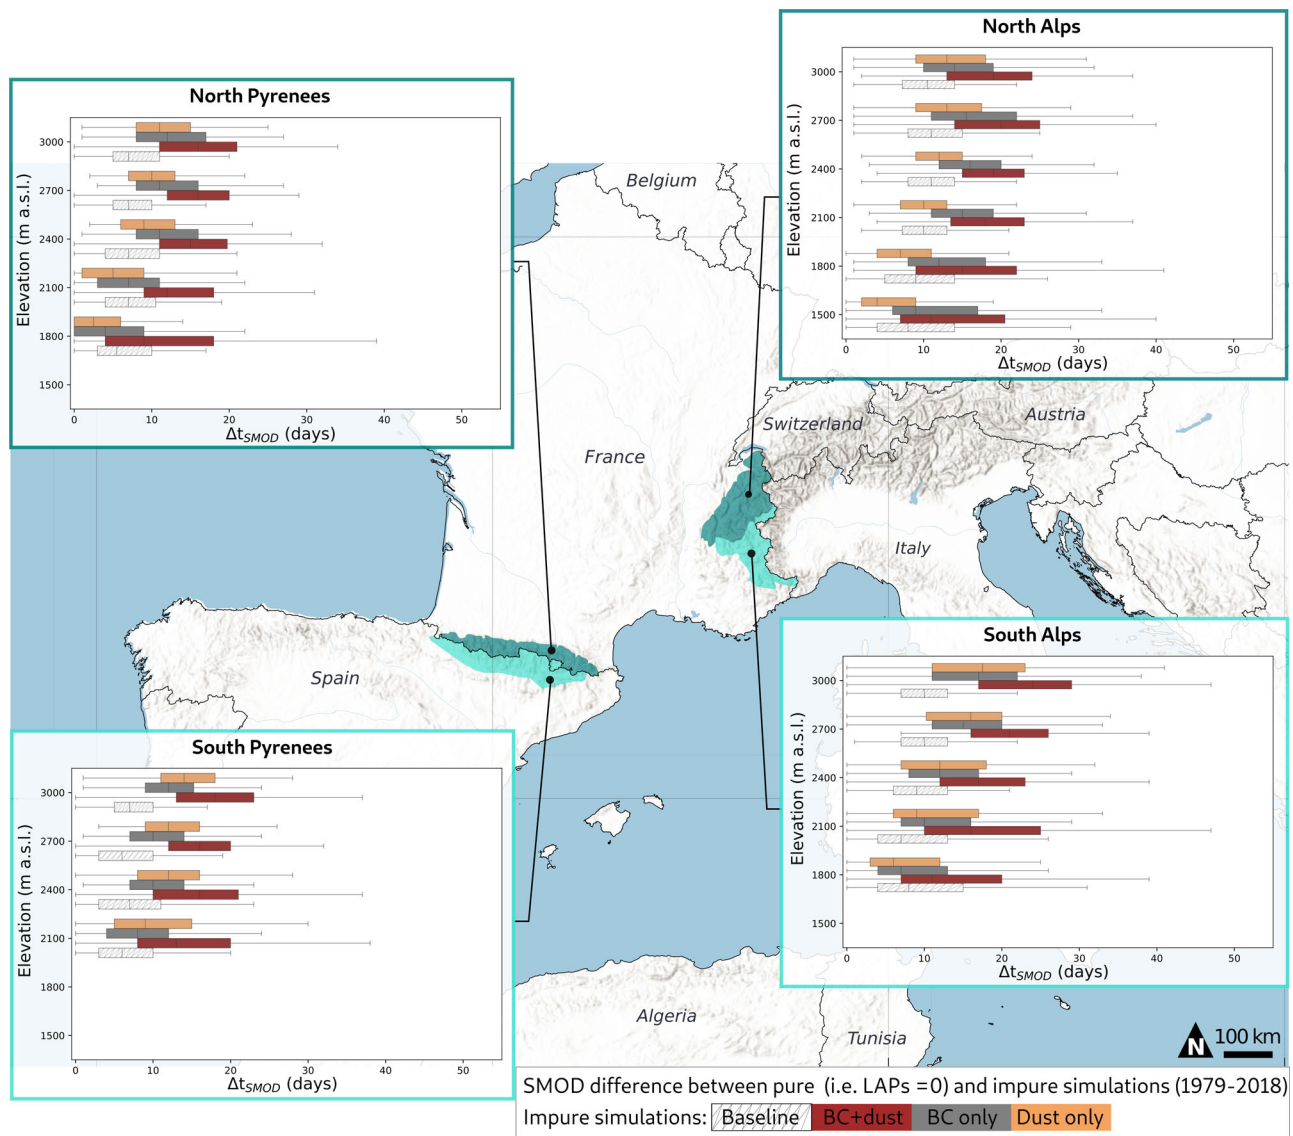 North Alps
Elevation (m a.s.l.)
3000
2700
2400
2100
1800
1500
0 10 20 30 40 50
Δt_SMOD (days)
North Pyrenees
Elevation (m a.s.l.)
3000
2700
2400
2100
1800
1500
0 10 20 30 40 50
Δt_SMOD (days)
Belgium
Switzerland
Austria
France
Italy
Spain
Algeria
Tunisia
South Alps
Elevation (m a.s.l.)
3000
2700
2400
2100
1800
1500
0 10 20 30 40 50
Δt_SMOD (days)
South Pyrenees
Elevation (m a.s.l.)
3000
2700
2400
2100
1800
1500
0 10 20 30 40 50
Δt_SMOD (days)
N 100 km
SMOD difference between pure (i.e. LAPs =0) and impure simulations (1979-2018)
Impure simulations: Baseline BC+dust BC only Dust only